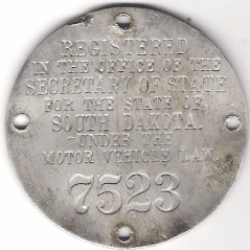 REGISTERED
IN THE OFFICE OF THE
SECRETARY OF STATE
FOR THE STATE OF
SOUTH DAKOTA.
UNDER THE
MOTOR VEHICLE LAW.
7523